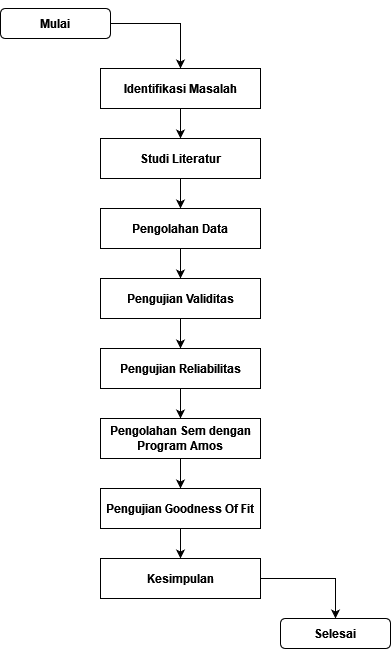 Mulai
Identifikasi Masalah
Studi Literatur
Pengolahan Data
Pengujian Validitas
Pengujian Reliabilitas
Pengolahan Sem dengan
Program Amos
Pengujian Goodness Of Fit
Kesimpulan
Selesai